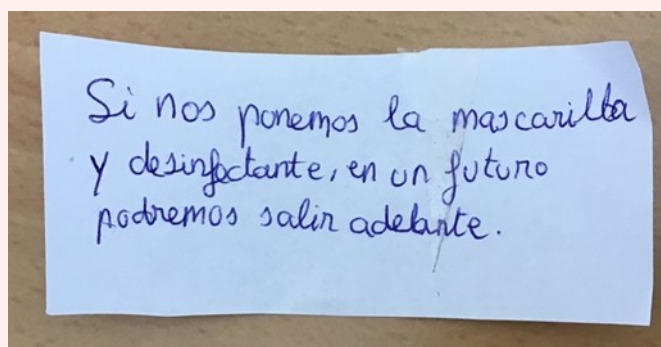 Si nos ponemos la mascarilla
y desinfectante, en un futuro
podremos salir adelante.